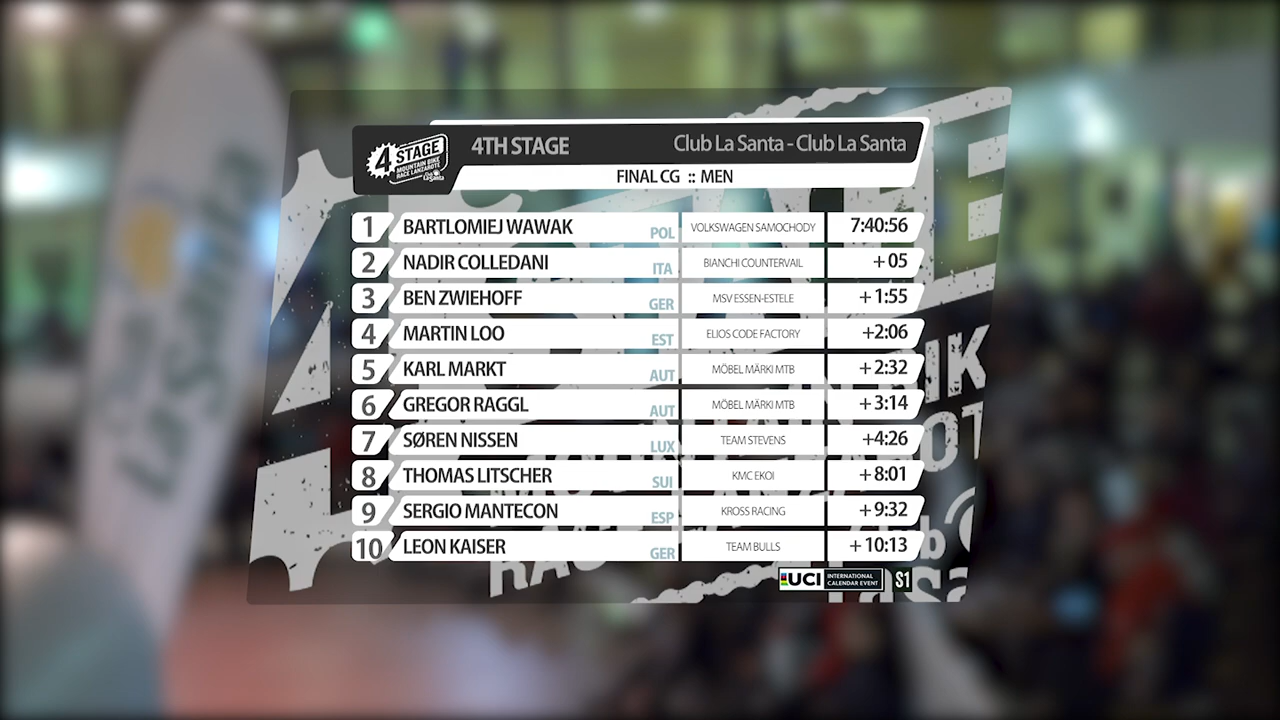 4 STAGE
MOUNTAIN BIKE
RACE LANZAROTE
Club La Santa
4TH STAGE
Club La Santa - Club La Santa
FINAL CG :: MEN
1 BARTLOMIEJ WAWAK POL VOLKSWAGEN SAMOCHODY 7:40:56
2 NADIR COLLEDANI ITA BIANCHI COUNTERVAIL + 05
3 BEN ZWIEHOFF GER MSV ESSEN-ESTELE + 1:55
4 MARTIN LOO EST ELIOS CODE FACTORY +2:06
5 KARL MARKT AUT MÖBEL MÄRKI MTB + 2:32
6 GREGOR RAGGL AUT MÖBEL MÄRKI MTB + 3:14
7 SØREN NISSEN LUX TEAM STEVENS +4:26
8 THOMAS LITSCHER SUI KMC EKOI + 8:01
9 SERGIO MANTECON ESP KROSS RACING + 9:32
10 LEON KAISER GER TEAM BULLS + 10:13
UCI INTERNATIONAL
CALENDAR EVENT
S1